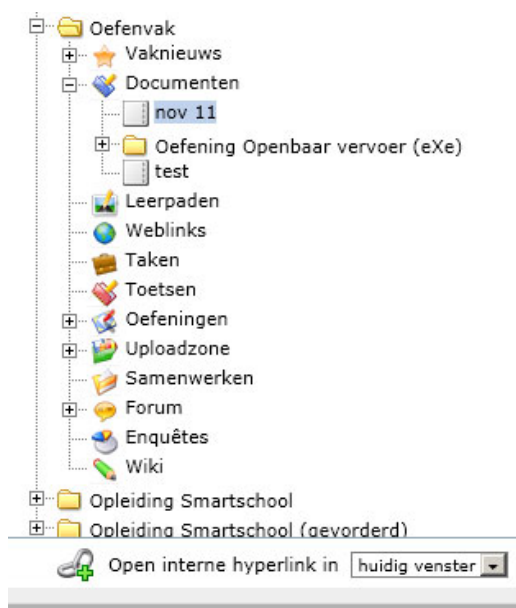 Oefenvak
Vaknieuws
Documenten
nov 11
Oefening Openbaar vervoer (eXe)
test
Leerpaden
Weblinks
Taken
Toetsen
Oefeningen
Uploadzone
Samenwerken
Forum
Enquêtes
Wiki
Opleiding Smartschool
Opleiding Smartschool (gevorderd)
Open interne hyperlink in huidig venster